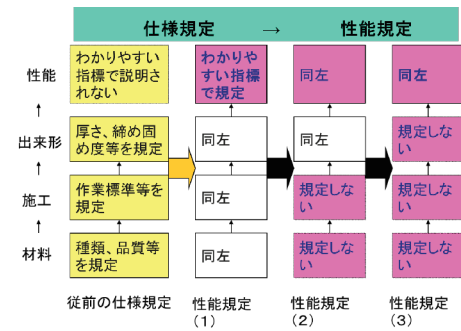 仕様規定 → 性能規定
性能
わかりやすい
指標で説明さ
れない
わかりや
すい指標
で規定
同左
同左
出来形
厚さ、締め固
め度等を規定
同左
同左
規定しな
い
施工
作業標準等を
規定
同左
規定しな
い
規定しな
い
材料
種類、品質等
を規定
同左
規定しな
い
規定しな
い
従前の仕様規定
性能規定
(1)
性能規定
(2)
性能規定
(3)